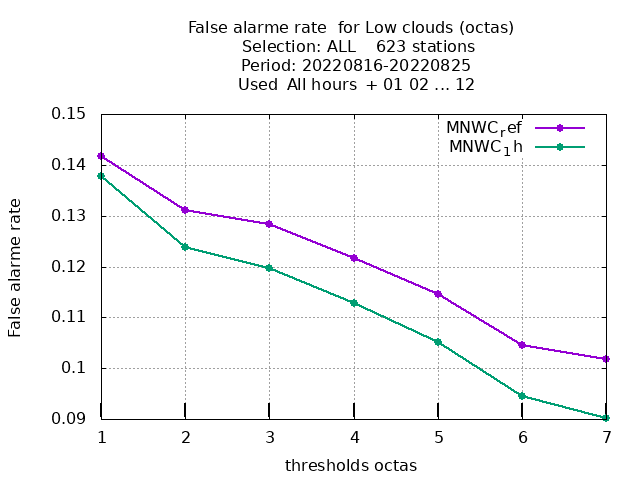 False alarme rate  for Low clouds (octas)
Selection: ALL    623 stations
Period: 20220816-20220825
Used  All hours  + 01 02 ... 12
MNWC_ref
MNWC_1h
0.15
0.14
0.13
0.12
0.11
0.1
0.09
False alarme rate
1 2 3 4 5 6 7
thresholds octas